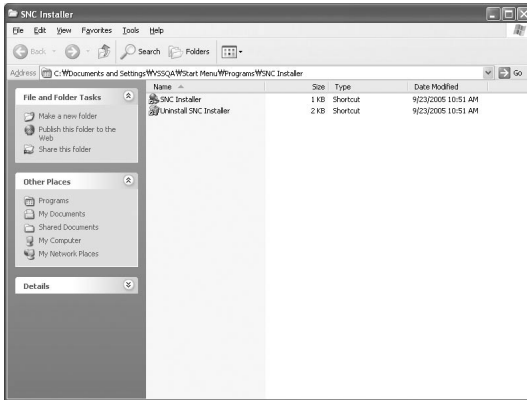 SNC Installer
File Edit View Favorites Tools Help
Back Search Folders
Address C:₩Documents and Settings₩VSSQA₩Start Menu₩Programs₩SNC Installer Go
Name Size Type Date Modified
SNC Installer 1 KB Shortcut 9/23/2005 10:51 AM
Uninstall SNC Installer 2 KB Shortcut 9/23/2005 10:51 AM
File and Folder Tasks
Make a new folder
Publish this folder to the
Web
Share this folder
Other Places
Programs
My Documents
Shared Documents
My Computer
My Network Places
Details